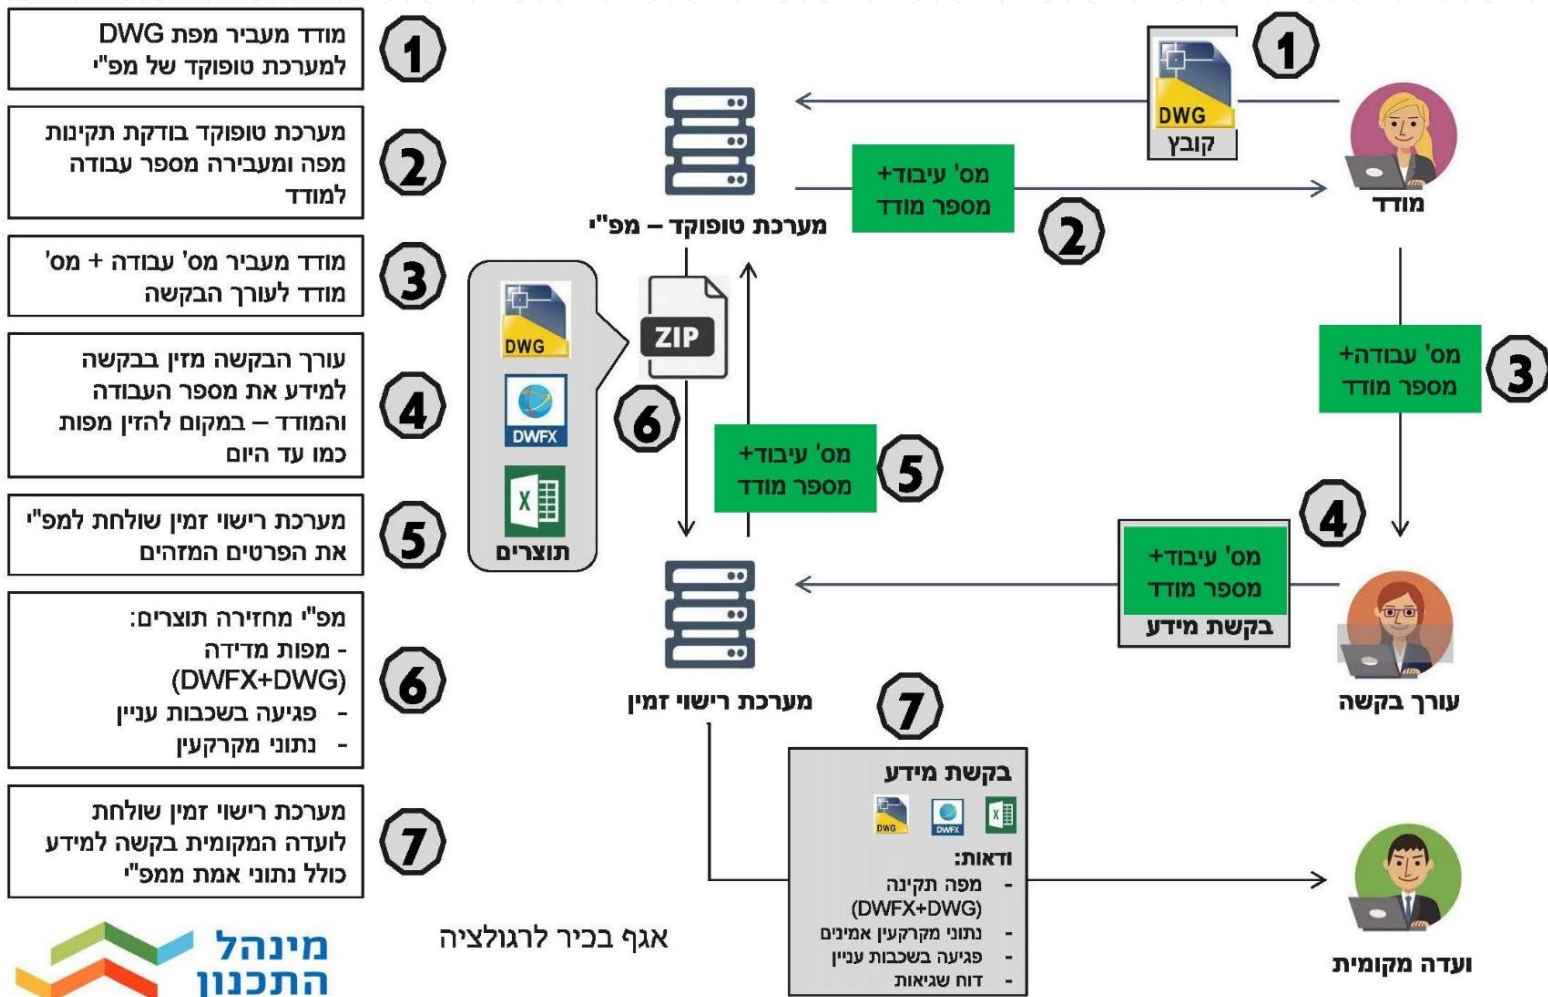 מודד מעביר מפת DWG
למערכת טופוקד של מפ"י
1
מערכת טופוקד בודקת תקינות
מפה ומעבירה מספר עבודה
למודד
2
מודד מעביר מס' עבודה + מס'
מודד לעורך הבקשה
3
עורך הבקשה מזין בבקשה
למידע את מספר העבודה
והמודד – במקום להזין מפות
כמו עד היום
4
מערכת רישוי זמין שולחת למפ"י
את הפרטים המזהים
5
מפ"י מחזירה תוצרים:
- מפות מדידה
(DWFX+DWG)
- פגיעה בשכבות עניין
- נתוני מקרקעין
6
מערכת רישוי זמין שולחת
לועדה המקומית בקשה למידע
כולל נתוני אמת ממפ"י
7
1
DWG
קובץ
מודד
מס' עיבוד+
מספר מודד
2
מערכת טופוקד – מפ"י
מס' עבודה+
מספר מודד
3
DWG
DWFX
X
תוצרים
ZIP
6
מס' עיבוד+
מספר מודד
5
4
מס' עיבוד+
מספר מודד
בקשת מידע
עורך בקשה
מערכת רישוי זמין
7
בקשת מידע
DWG
DWFX
X
ודאות:
- מפה תקינה
(DWFX+DWG)
- נתוני מקרקעין אמינים
- פגיעה בשכבות עניין
- דוח שגיאות
ועדה מקומית
אגף בכיר לרגולציה
מינהל
התכנון